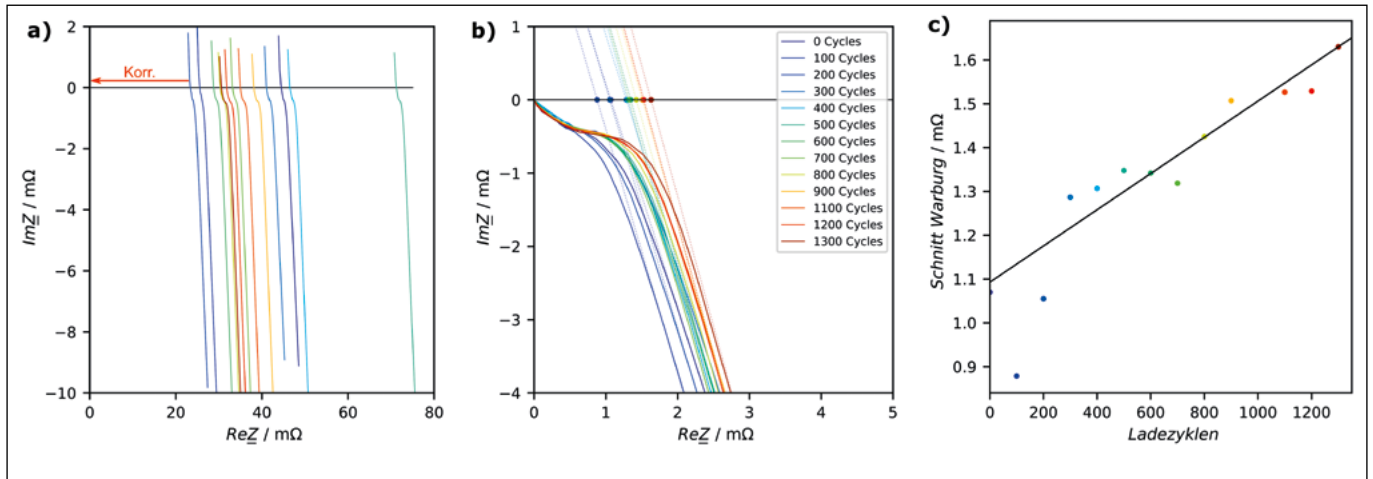 a)
Korr.
2
0
−2
−4
−6
−8
−10
ImZ / mΩ
0 20 40 60 80
ReZ / mΩ
b)
1
0
−1
−2
−3
−4
ImZ / mΩ
0 1 2 3 4 5
ReZ / mΩ
0 Cycles
100 Cycles
200 Cycles
300 Cycles
400 Cycles
500 Cycles
600 Cycles
700 Cycles
800 Cycles
900 Cycles
1100 Cycles
1200 Cycles
1300 Cycles
c)
1.6
1.5
1.4
1.3
1.2
1.1
1.0
0.9
Schnitt Warburg / mΩ
0 200 400 600 800 1000 1200
Ladezyklen